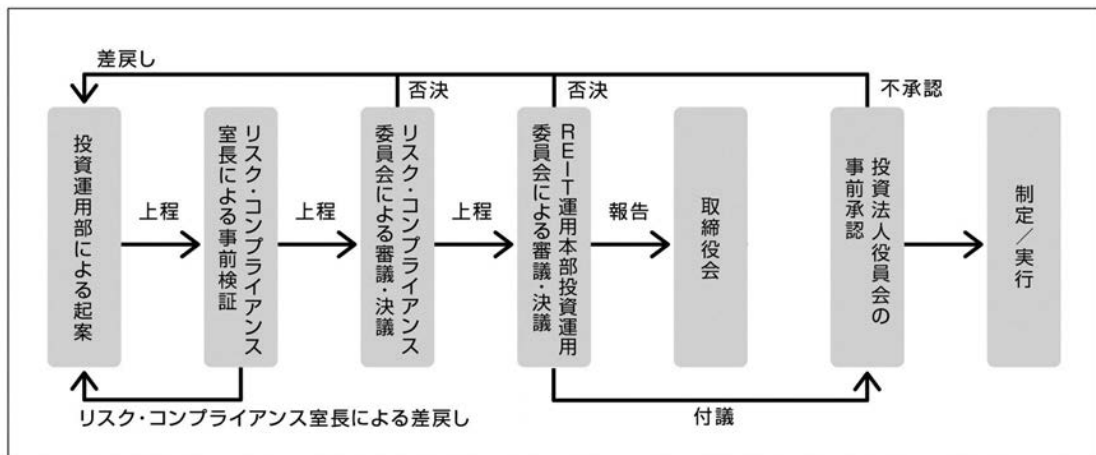 差戻し
否決
否決
不承認
投資運用部による起案
上程
リスク・コンプライアンス
室長による事前検証
上程
リスク・コンプライアンス
委員会による審議・決議
上程
REIT運用本部投資運用
委員会による審議・決議
報告
取締役会
投資法人役員会の
事前承認
制定／実行
リスク・コンプライアンス室長による差戻し
付議